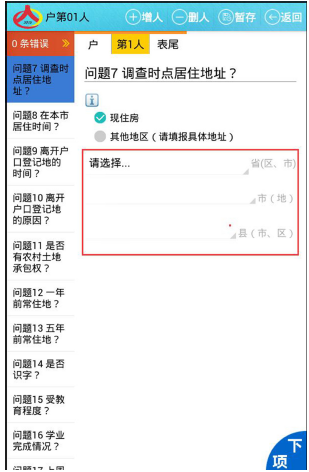 户第01人 增人 删人 暂存 返回
0 条错误 »
户 第1人 表尾
问题7 调查时
点居住地
址？
问题8 在本市
居住时间？
问题9 离开户
口登记地的
时间？
问题10 离开
户口登记地
的原因？
问题11 是否
有农村土地
承包权？
问题12 一年
前常住地？
问题13 五年
前常住地？
问题14 是否
识字？
问题15 受教
育程度？
问题16 学业
完成情况？
问题7 调查时点居住地址？
现住房
其他地区（请填报具体地址）
请选择... 省(区、市)
市（地）
县（市、区）
下
项